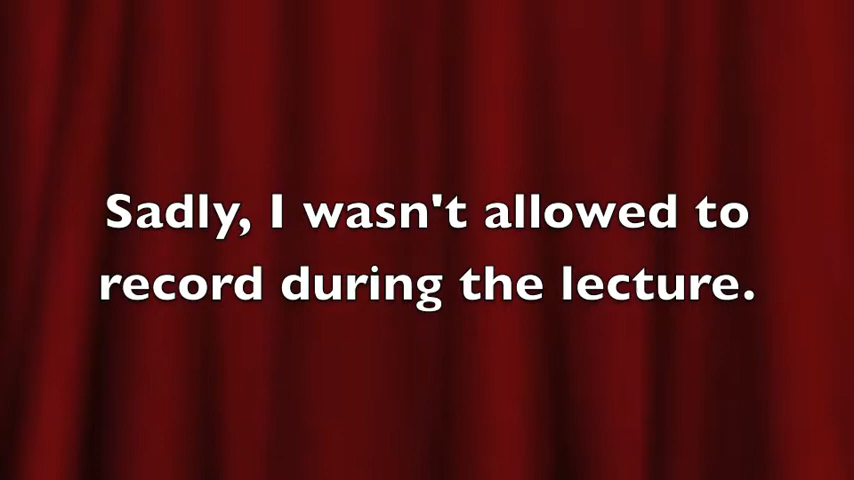 Sadly, I wasn't allowed to
record during the lecture.